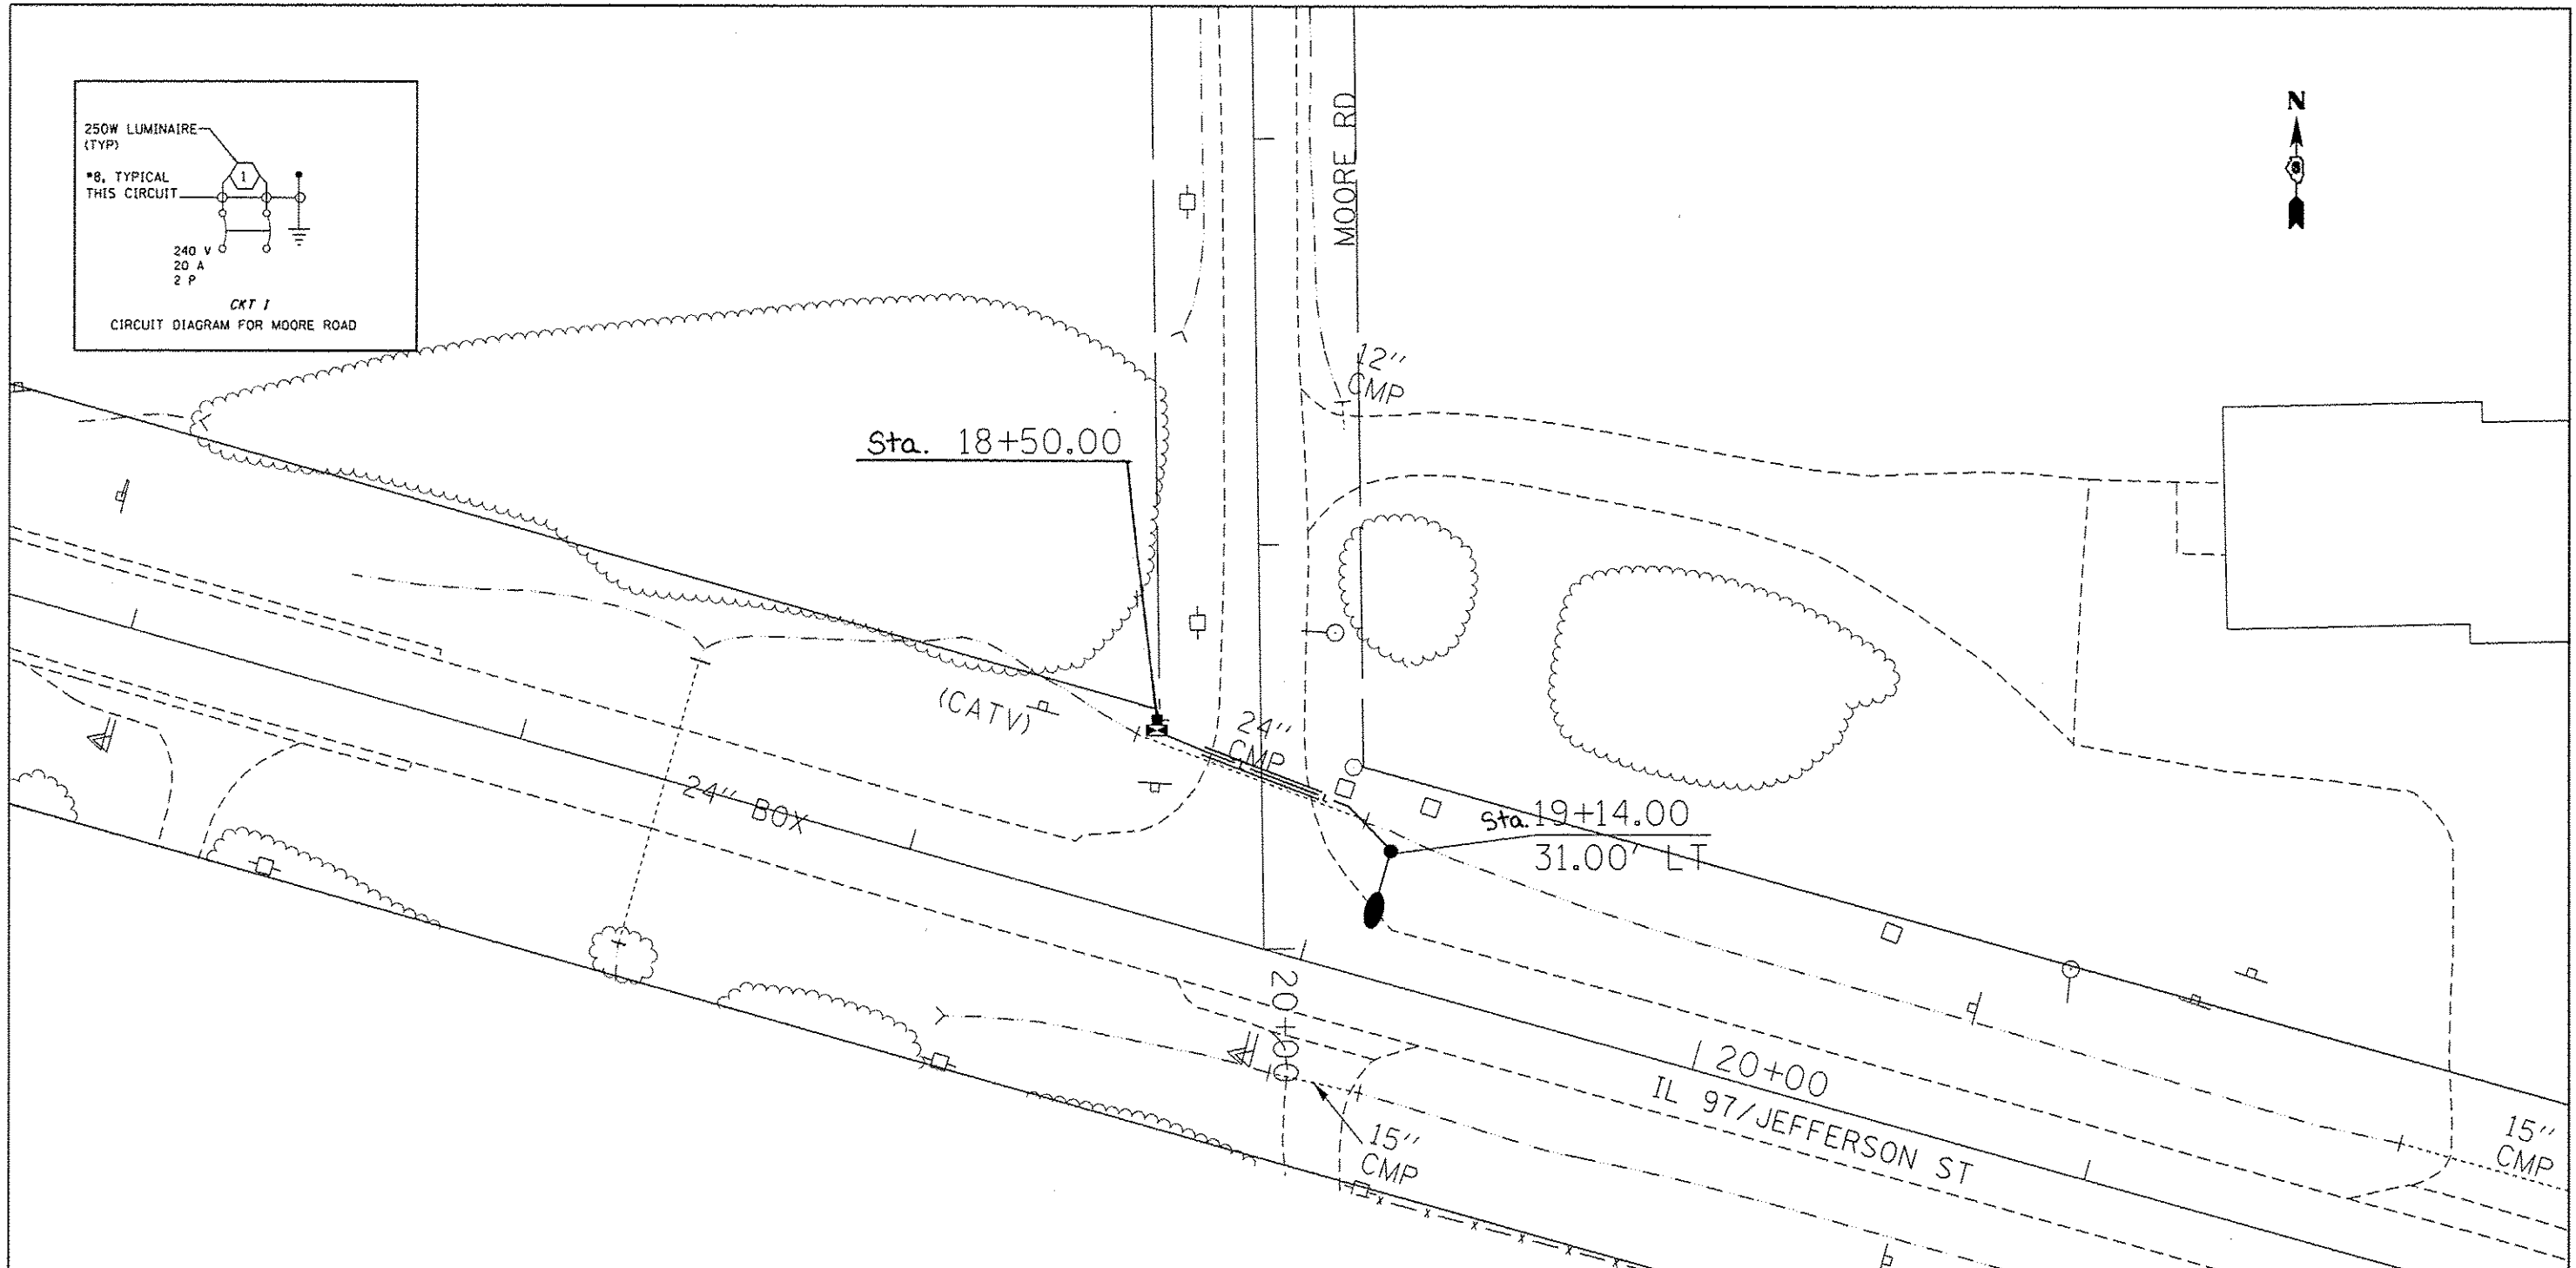 250W LUMINAIRE
(TYP)
*8, TYPICAL
THIS CIRCUIT
1
240 V
20 A
2 P
CKT 1
CIRCUIT DIAGRAM FOR MOORE ROAD
MOORE RD
N
12"
CMP
Sta. 18+50.00
(CATV)
24"
CMP
24" BOX
Sta. 19+14.00
31.00' LT
20+00
20+00
IL 97/JEFFERSON ST
15"
CMP
15"
CMP